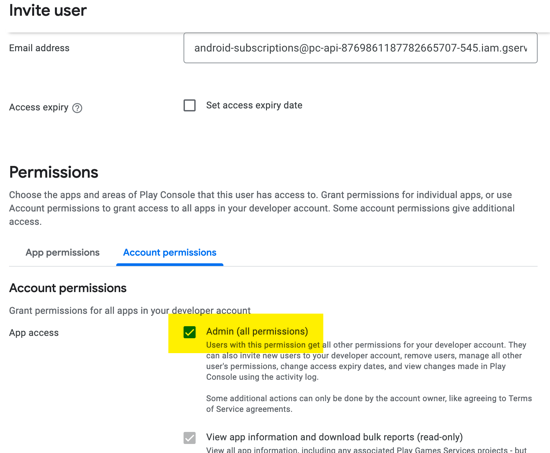 Invite user
Email address
android-subscriptions@pc-api-8769861187782665707-545.iam.gserv
Access expiry
Set access expiry date
Permissions
Choose the apps and areas of Play Console that this user has access to. Grant permissions for individual apps, or use
Account permissions to grant access to all apps in your developer account. Some account permissions give additional
access.
App permissions Account permissions
Account permissions
Grant permissions for all apps in your developer account
App access
Admin (all permissions)
Users with this permission get all other permissions for your developer account. They
can also invite new users to your developer account, remove users, manage all other
user's permissions, change access expiry dates, and view changes made in Play
Console using the activity log.
Some additional actions can only be done by the account owner, like agreeing to Terms
of Service agreements.
View app information and download bulk reports (read-only)
View all app information, including any associated Play Games Services projects - but